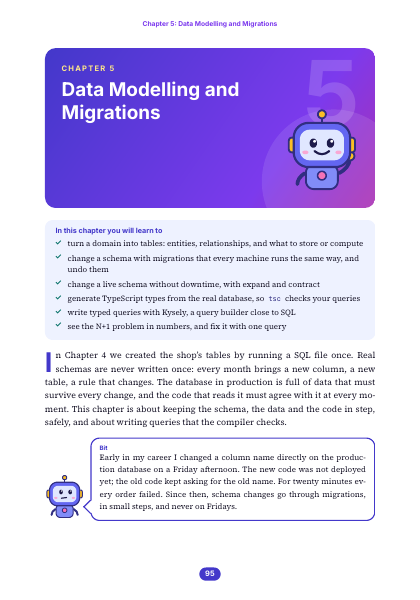 Chapter 5: Data Modelling and Migrations
CHAPTER 5
5
Data Modelling and
Migrations
In this chapter you will learn to
turn a domain into tables: entities, relationships, and what to store or compute
change a schema with migrations that every machine runs the same way, and
undo them
change a live schema without downtime, with expand and contract
generate TypeScript types from the real database, so tsc checks your queries
write typed queries with Kysely, a query builder close to SQL
see the N+1 problem in numbers, and fix it with one query
In Chapter 4 we created the shop's tables by running a SQL file once. Real
schemas are never written once: every month brings a new column, a new
table, a rule that changes. The database in production is full of data that must
survive every change, and the code that reads it must agree with it at every mo-
ment. This chapter is about keeping the schema, the data and the code in step,
safely, and about writing queries that the compiler checks.
Bit
Early in my career I changed a column name directly on the produc-
tion database on a Friday afternoon. The new code was not deployed
yet; the old code kept asking for the old name. For twenty minutes ev-
ery order failed. Since then, schema changes go through migrations,
in small steps, and never on Fridays.
95